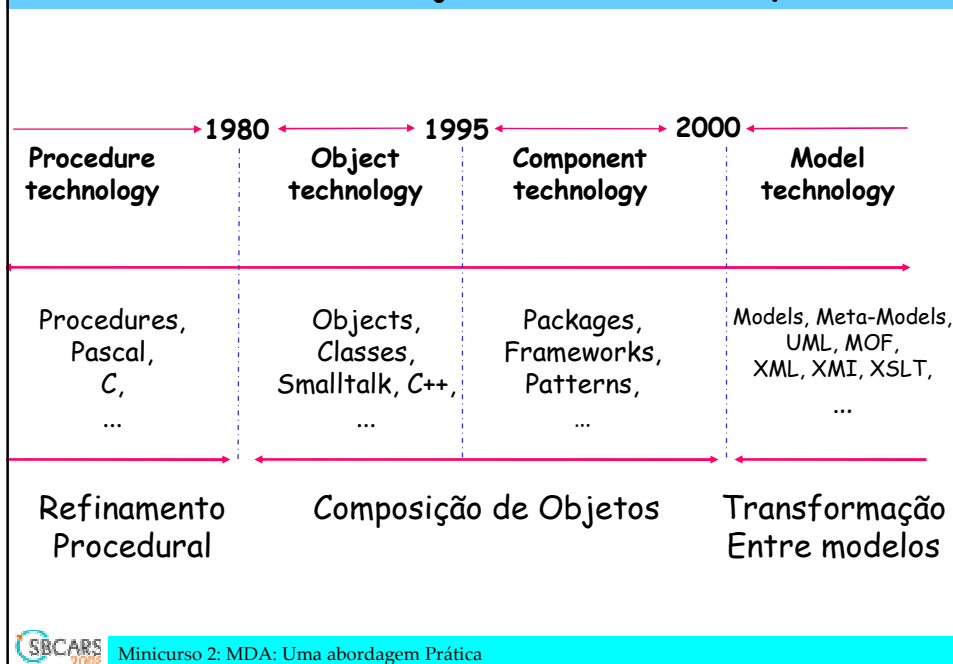 1980 1995 2000
Procedure technology
Object technology
Component technology
Model technology
Procedures,
Pascal,
C,
...
Objects,
Classes,
Smalltalk, C++,
...
Packages,
Frameworks,
Patterns,
...
Models, Meta-Models,
UML, MOF,
XML, XMI, XSLT,
...
Refinamento
Procedural
Composição de Objetos
Transformação
Entre modelos
SBCARS
Minicurso 2: MDA: Uma abordagem Prática